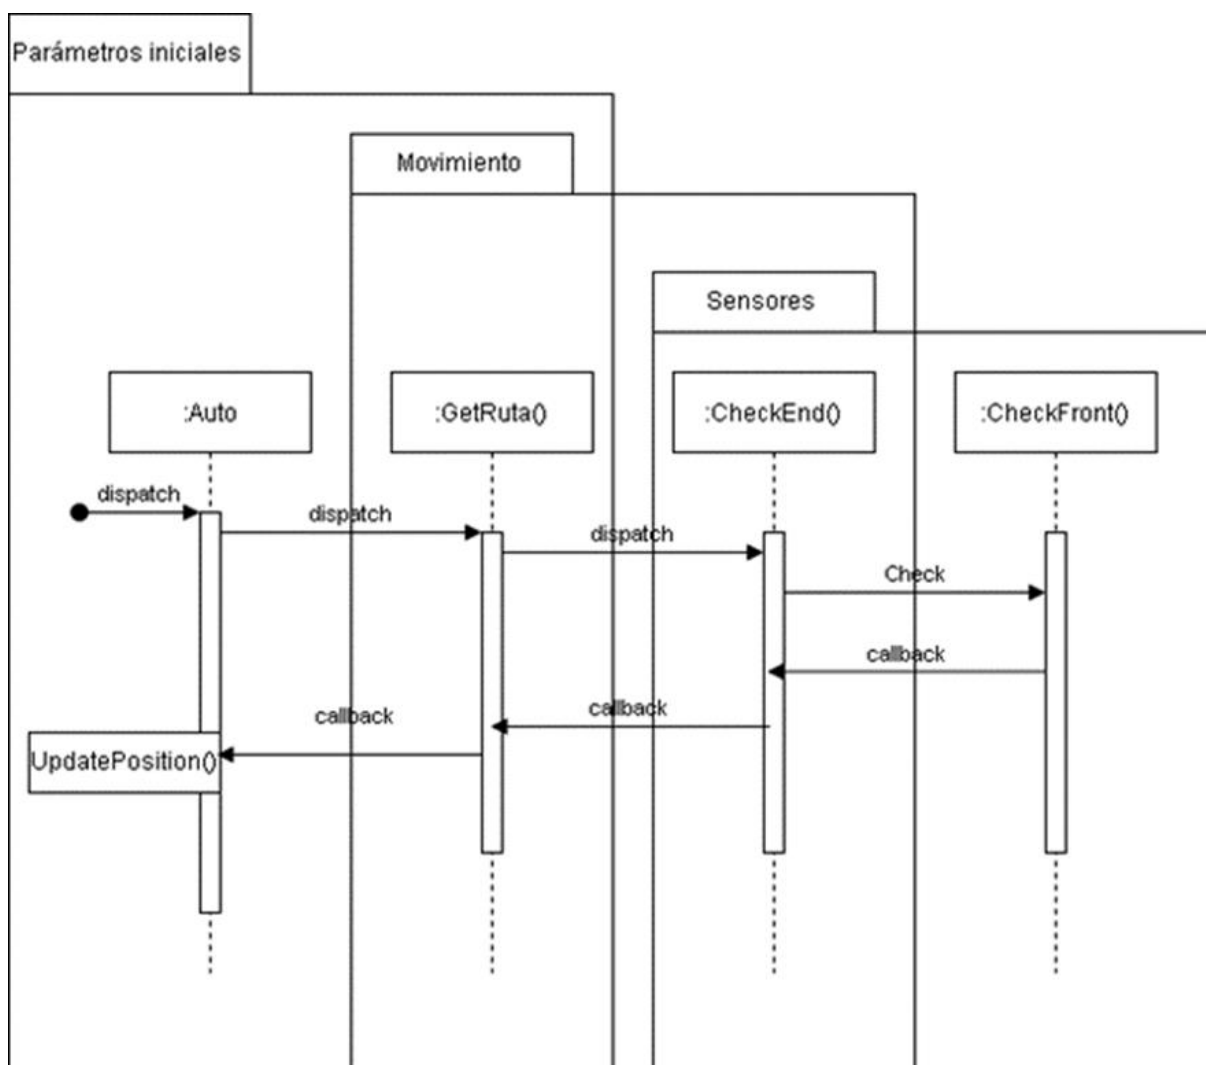 Parámetros iniciales
Movimiento
Sensores
:Auto
:GetRuta()
:CheckEnd()
:CheckFront()
dispatch
dispatch
dispatch
Check
callback
callback
callback
UpdatePosition()